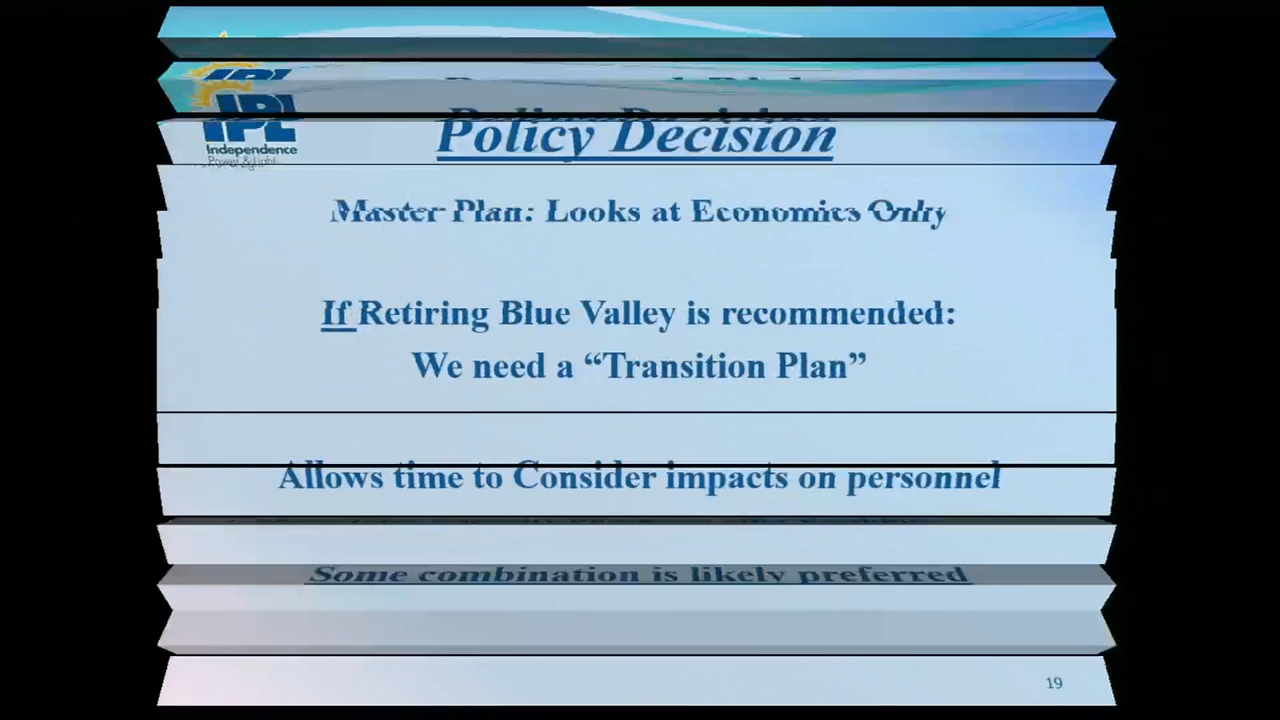 IPL
Independence
Power & Light
Policy Decision
Master Plan: Looks at Economics Only
If Retiring Blue Valley is recommended:
We need a “Transition Plan”
Allows time to Consider impacts on personnel
Some combination is likely preferred
19